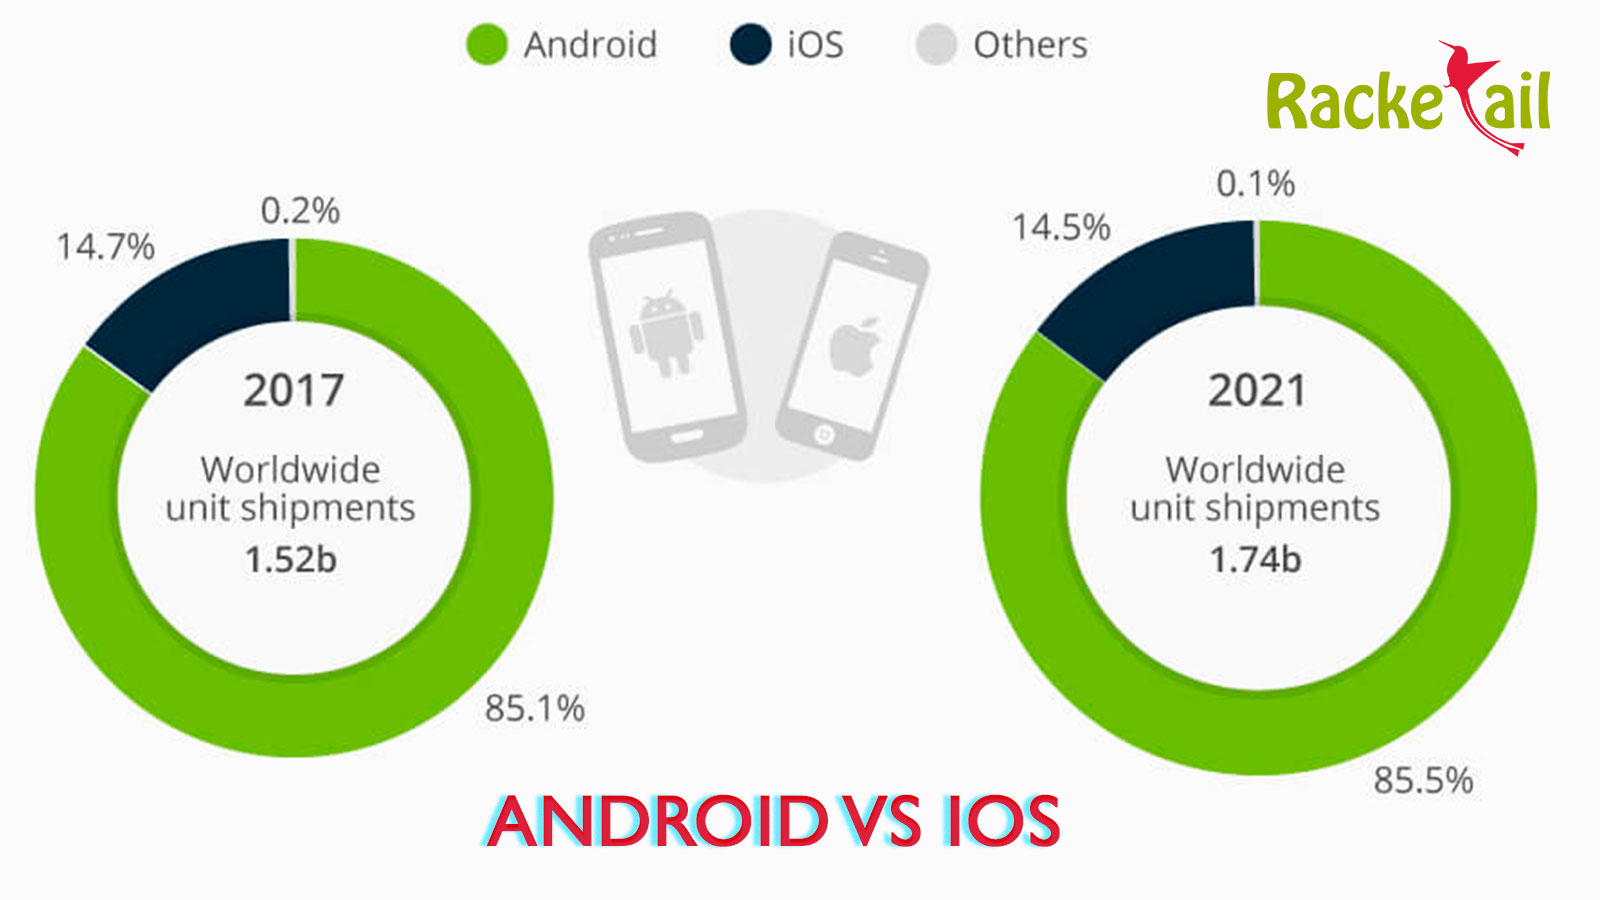 Android iOS Others
Racketail
0.2%
14.7%
2017
Worldwide
unit shipments
1.52b
85.1%
0.1%
14.5%
2021
Worldwide
unit shipments
1.74b
85.5%
ANDROID VS IOS